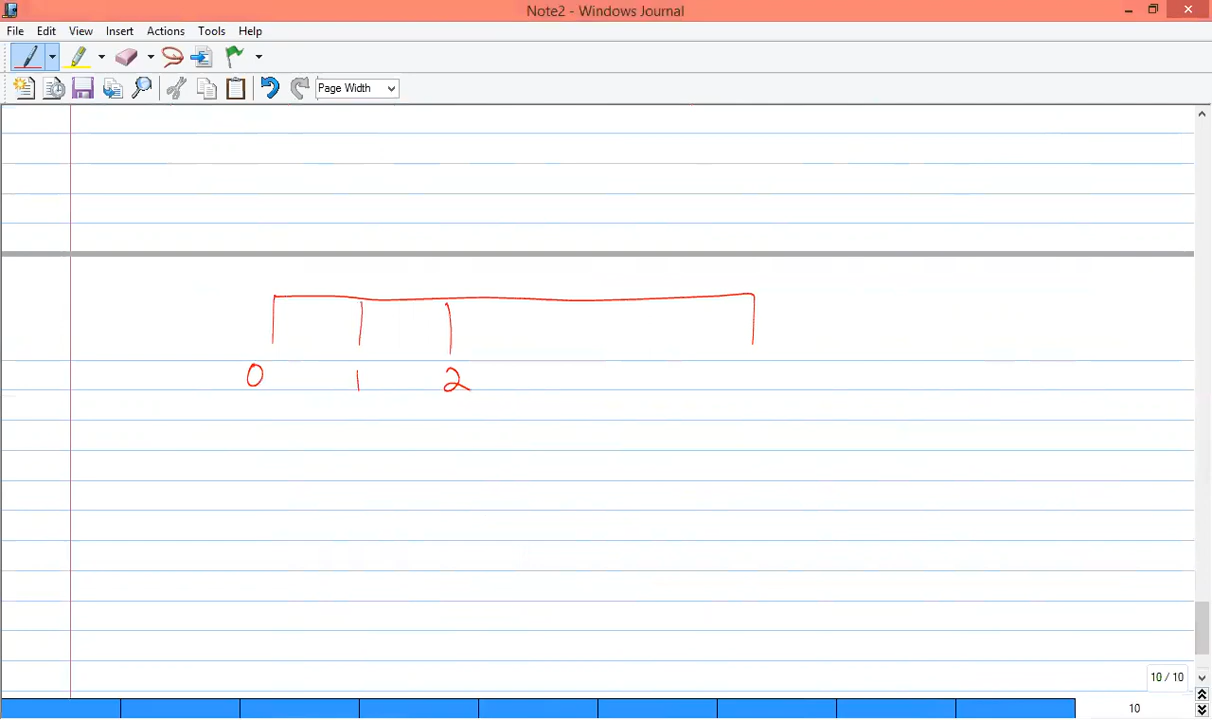 Note2 - Windows Journal
File Edit View Insert Actions Tools Help
Page Width
0 1 2
10 / 10
10